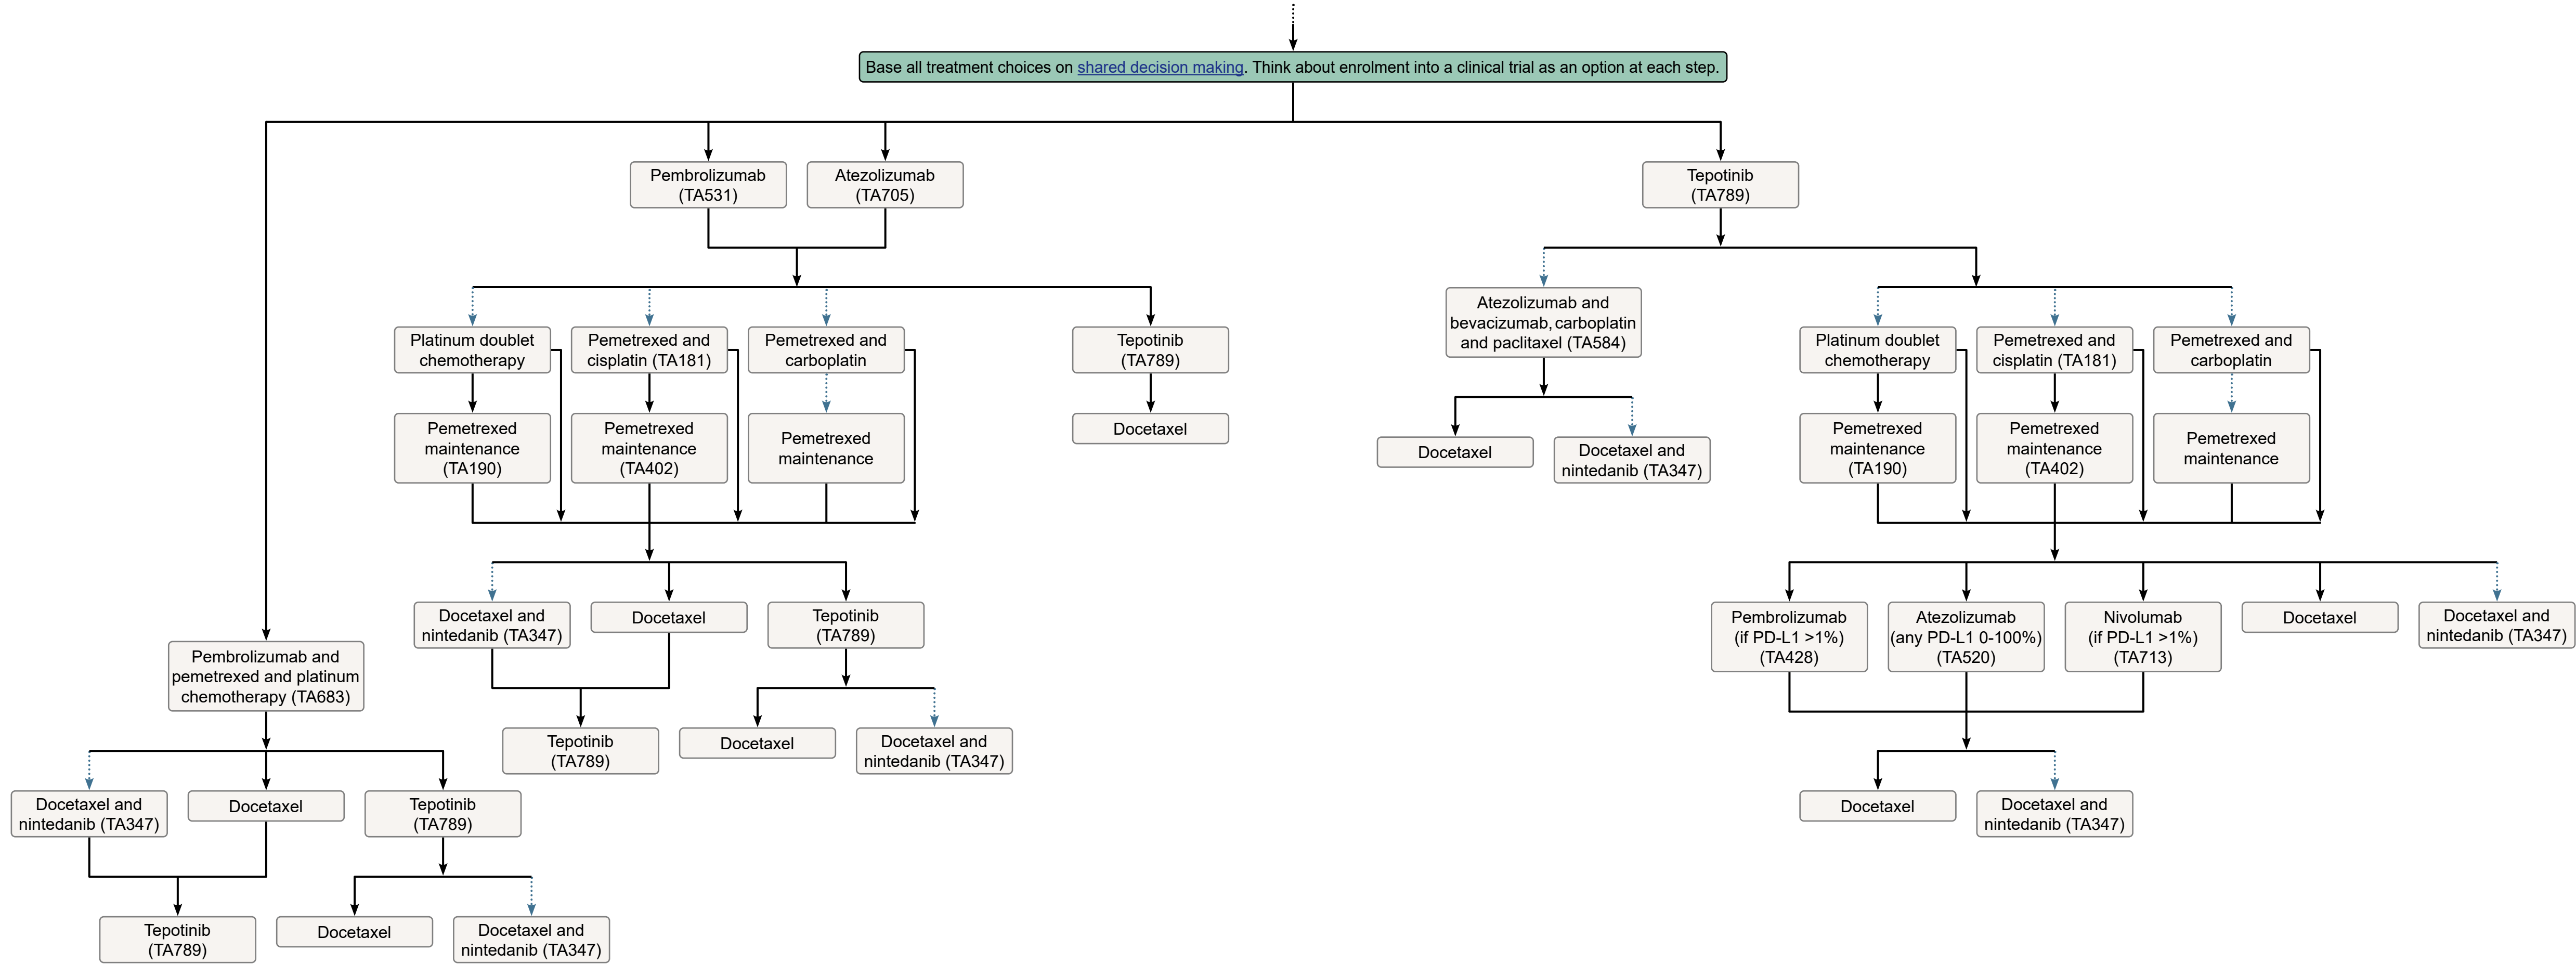 Base all treatment choices on shared decision making. Think about enrolment into a clinical trial as an option at each step.
Pembrolizumab
(TA531)
Atezolizumab
(TA705)
Tepotinib
(TA789)
Platinum doublet
chemotherapy
Pemetrexed and
cisplatin (TA181)
Pemetrexed and
carboplatin
Tepotinib
(TA789)
Pemetrexed
maintenance
(TA190)
Pemetrexed
maintenance
(TA402)
Pemetrexed
maintenance
Docetaxel
Atezolizumab and
bevacizumab, carboplatin
and paclitaxel (TA584)
Docetaxel
Docetaxel and
nintedanib (TA347)
Platinum doublet
chemotherapy
Pemetrexed and
cisplatin (TA181)
Pemetrexed and
carboplatin
Pemetrexed
maintenance
(TA190)
Pemetrexed
maintenance
(TA402)
Pemetrexed
maintenance
Docetaxel and
nintedanib (TA347)
Docetaxel
Tepotinib
(TA789)
Tepotinib
(TA789)
Docetaxel
Docetaxel and
nintedanib (TA347)
Pembrolizumab
(if PD-L1 >1%)
(TA428)
Atezolizumab
(any PD-L1 0-100%)
(TA520)
Nivolumab
(if PD-L1 >1%)
(TA713)
Docetaxel
Docetaxel and
nintedanib (TA347)
Docetaxel
Docetaxel and
nintedanib (TA347)
Pembrolizumab and
pemetrexed and platinum
chemotherapy (TA683)
Docetaxel and
nintedanib (TA347)
Docetaxel
Tepotinib
(TA789)
Tepotinib
(TA789)
Docetaxel
Docetaxel and
nintedanib (TA347)